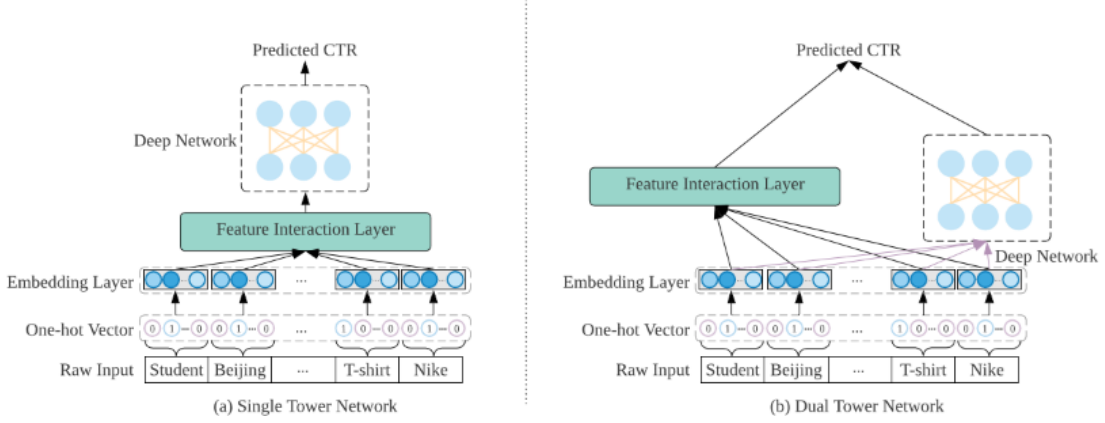 Predicted CTR
Deep Network
Feature Interaction Layer
Embedding Layer
...
One-hot Vector
0 1 0 0 1 0 ... 1 0 0 0 1 0
Raw Input
Student Beijing ... T-shirt Nike
(a) Single Tower Network
Predicted CTR
Feature Interaction Layer
Deep Network
Embedding Layer
...
One-hot Vector
0 1 0 0 1 0 ... 1 0 0 0 1 0
Raw Input
Student Beijing ... T-shirt Nike
(b) Dual Tower Network